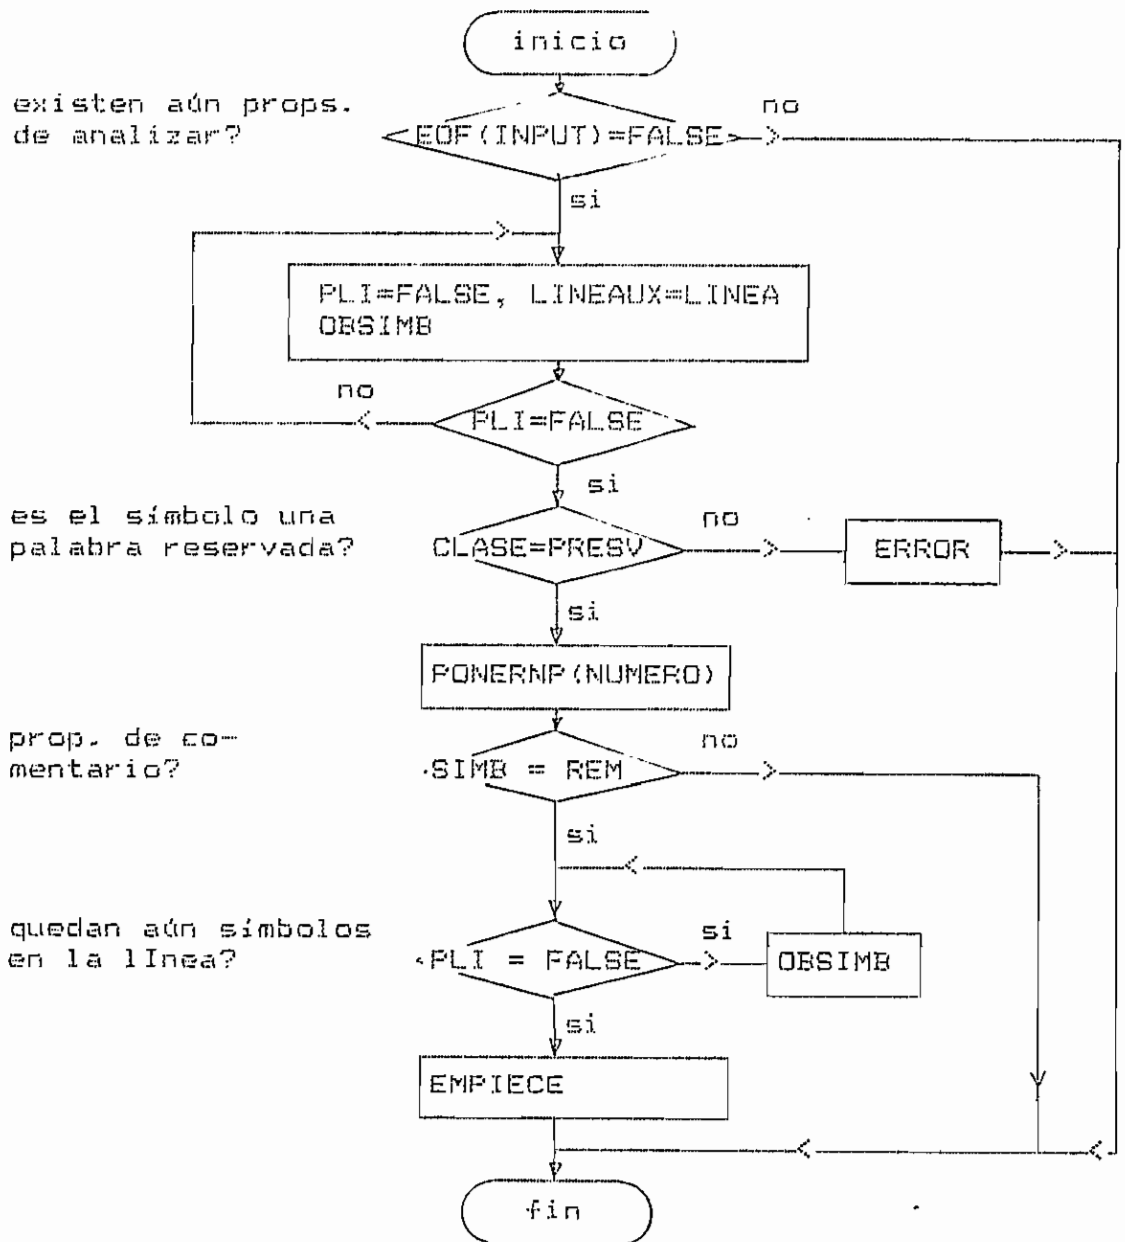 inicio
existen aún props.
de analizar?
EOF(INPUT)=FALSE
no
si
PLI=FALSE, LINEAUX=LINEA
OBSIMB
no
PLI=FALSE
si
es el símbolo una
palabra reservada?
CLASE=PRESV
no
ERROR
si
PONERNP(NUMERO)
prop. de co-
mentario?
SIMB = REM
no
si
quedan aún símbolos
en la lInea?
PLI = FALSE
si
OBSIMB
si
EMPIECE
fin